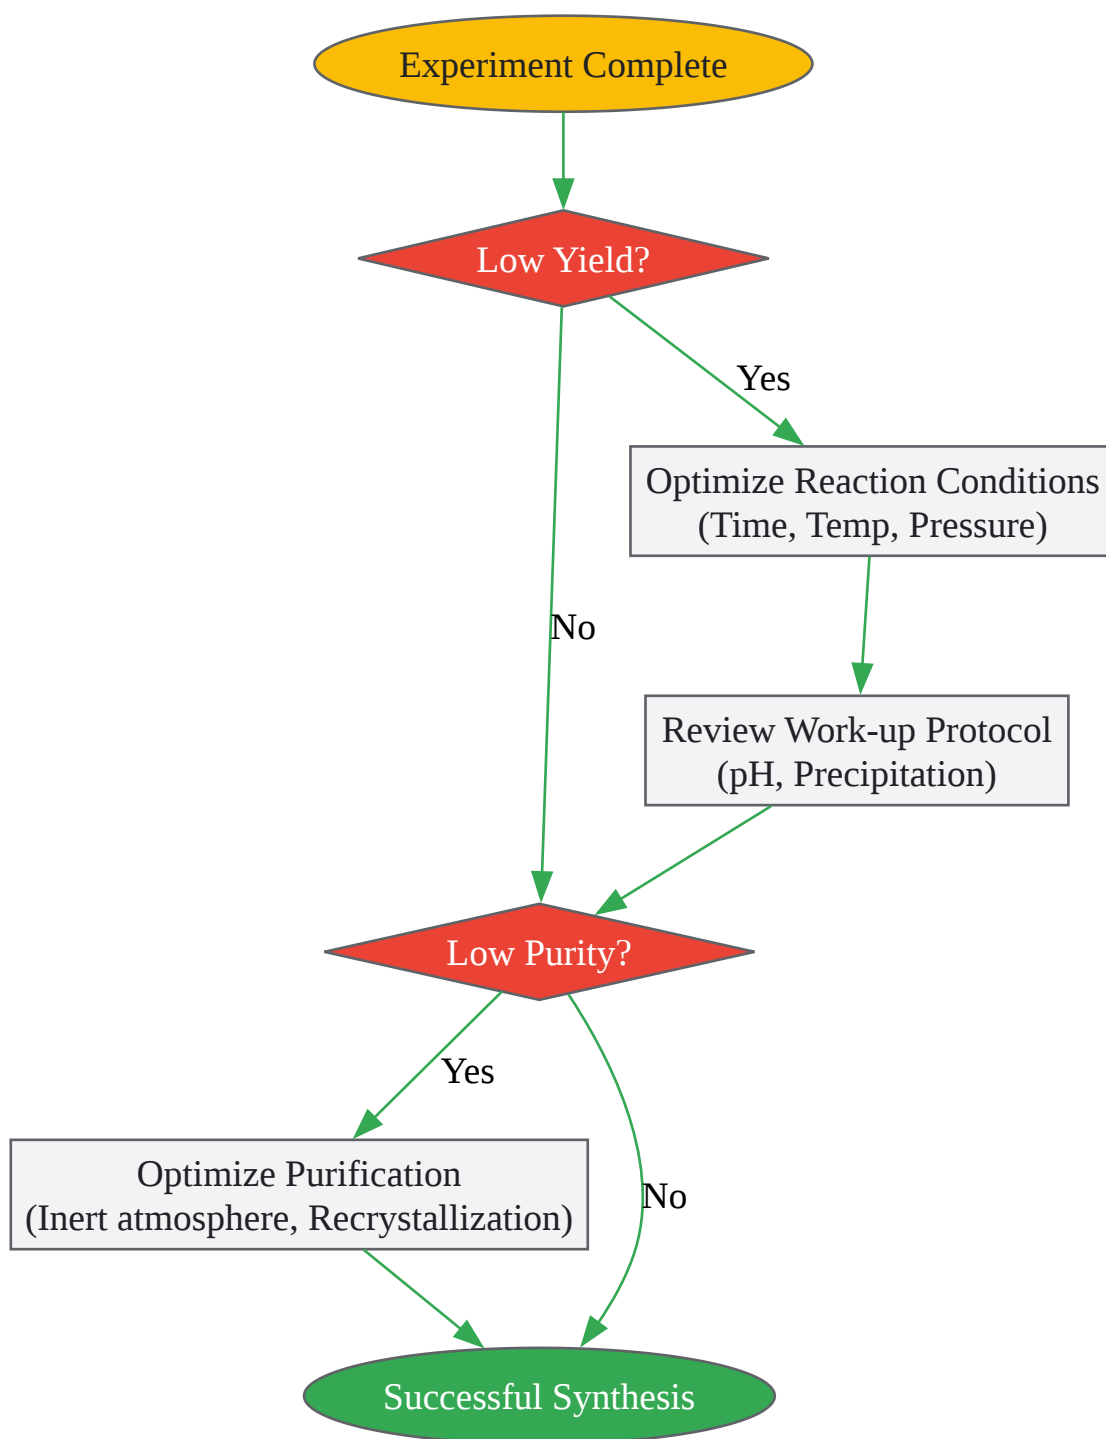 Experiment Complete
Low Yield?
Yes
Optimize Reaction Conditions
(Time, Temp, Pressure)
No
Review Work-up Protocol
(pH, Precipitation)
Low Purity?
Yes
Optimize Purification
(Inert atmosphere, Recrystallization)
No
Successful Synthesis